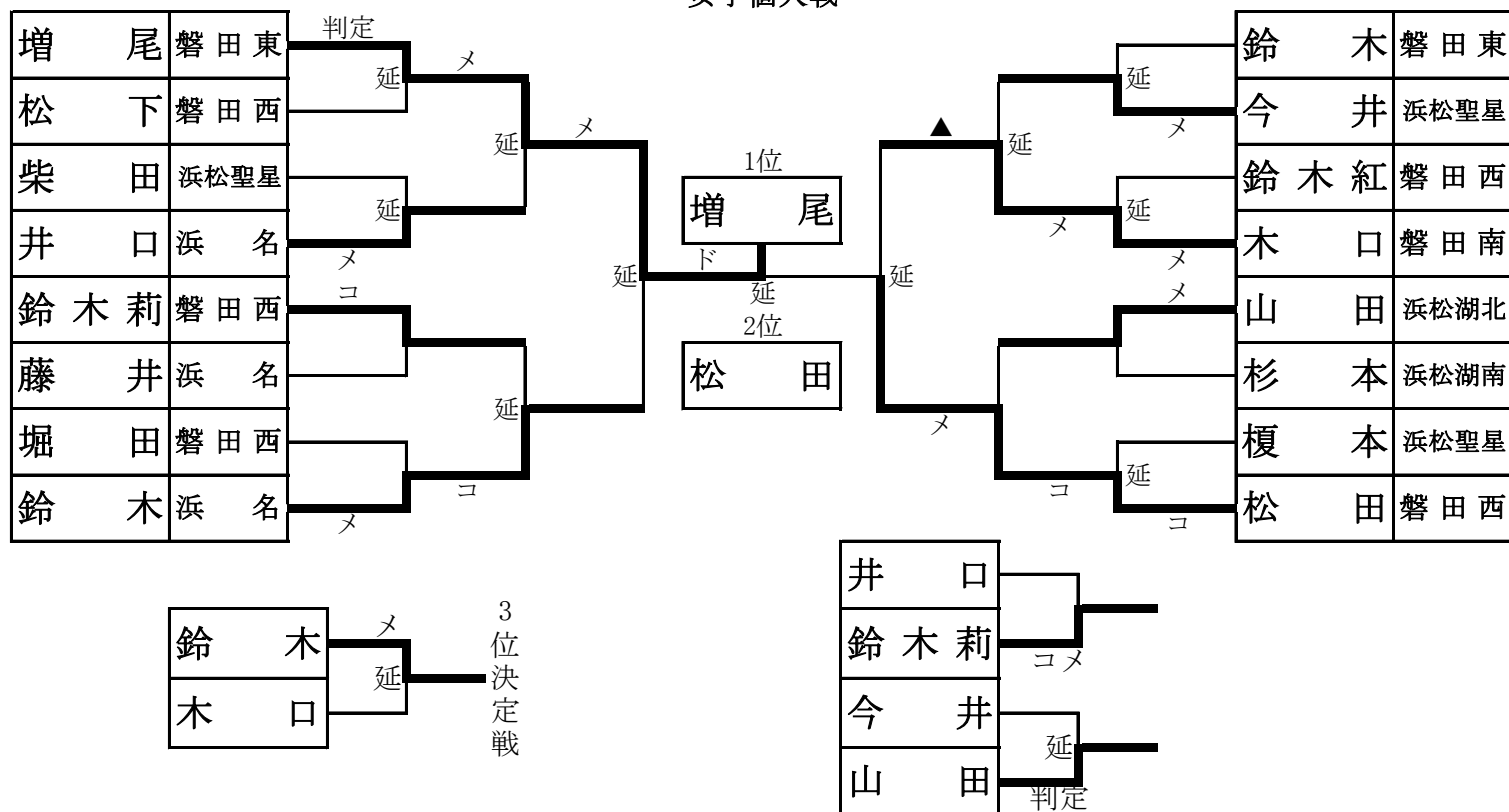 増尾 磐田東
松下 磐田西
柴田 浜松聖星
井口 浜名
鈴木莉 磐田西
藤井 浜名
堀田 磐田西
鈴木 浜名
判定
延
メ
延
メ
延
メ
コ
延
メ
コ
延
1位
増尾
ド
延
2位
松田
▲
延
メ
延
メ
延
メ
延
メ
メ
コ
延
コ
鈴木 磐田東
今井 浜松聖星
鈴木紅 磐田西
木口 磐田南
山田 浜松湖北
杉本 浜松湖南
榎本 浜松聖星
松田 磐田西
鈴木
木口
メ
延
3位決定戦
井口
鈴木莉
今井
山田
コメ
延
判定